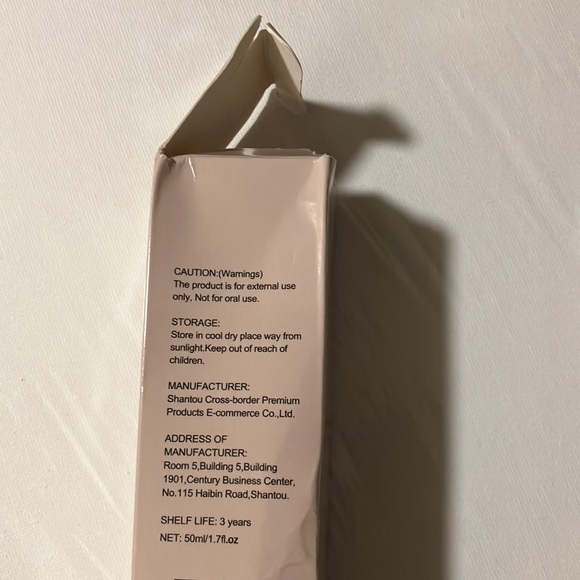 CAUTION:(Warnings)
The product is for external use
only, Not for oral use.
STORAGE:
Store in cool dry place way from
sunlight.Keep out of reach of
children.
MANUFACTURER:
Shantou Cross-border Premium
Products E-commerce Co.,Ltd.
ADDRESS OF
MANUFACTURER:
Room 5,Building 5,Building
1901,Century Business Center,
No.115 Haibin Road,Shantou.
SHELF LIFE: 3 years
NET: 50ml/1.7fl.oz